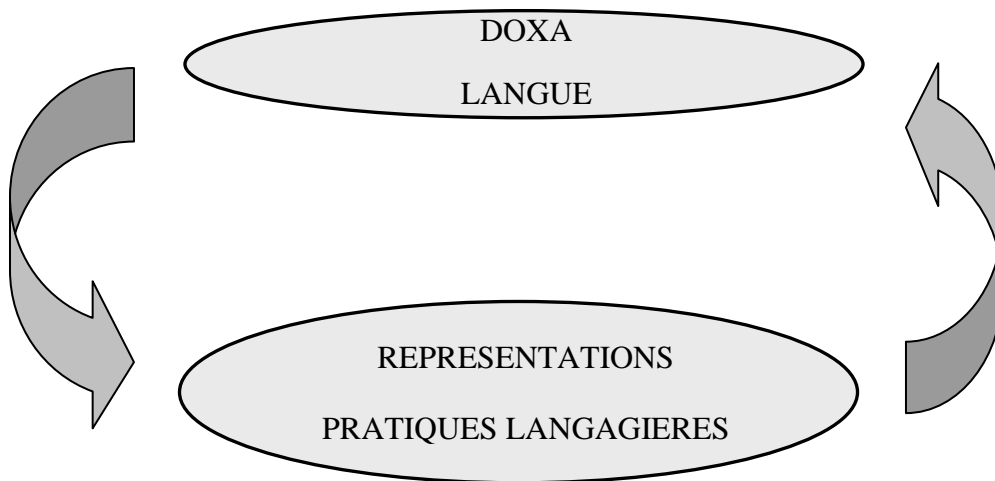 DOXA
LANGUE
REPRESENTATIONS
PRATIQUES LANGAGIERES